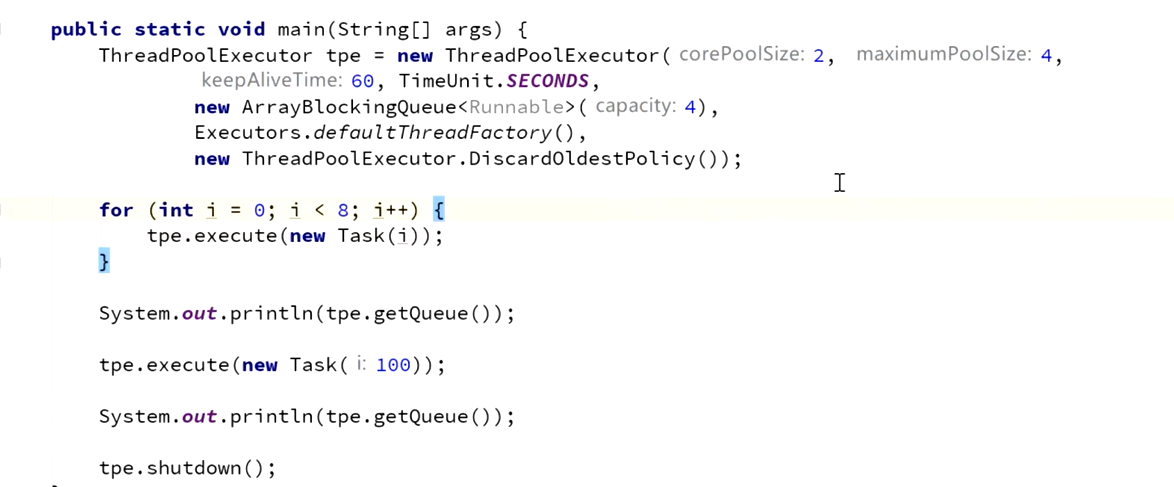 public static void main(String[] args) {
ThreadPoolExecutor tpe = new ThreadPoolExecutor( corePoolSize: 2, maximumPoolSize: 4,
keepAliveTime: 60, TimeUnit.SECONDS,
new ArrayBlockingQueue<Runnable>( capacity: 4),
Executors.defaultThreadFactory(),
new ThreadPoolExecutor.DiscardOldestPolicy());
for (int i = 0; i < 8; i++) {
tpe.execute(new Task(i));
}
System.out.println(tpe.getQueue());
tpe.execute(new Task( i: 100));
System.out.println(tpe.getQueue());
tpe.shutdown();